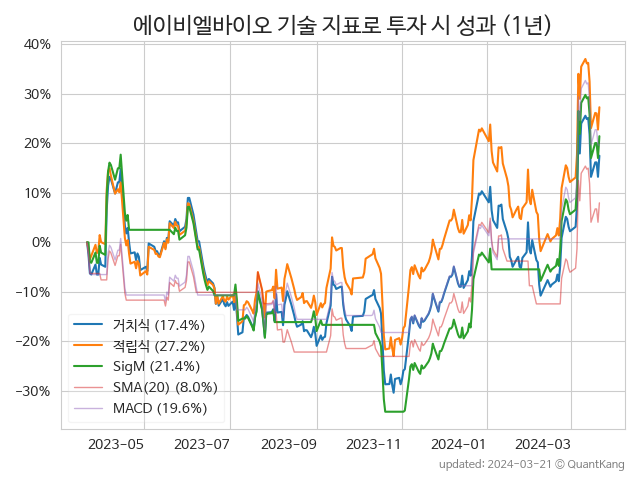 에이비엘바이오 기술 지표로 투자 시 성과 (1년)
40%
30%
20%
10%
0%
−10%
−20%
−30%
거치식 (17.4%)
적립식 (27.2%)
SigM (21.4%)
SMA(20) (8.0%)
MACD (19.6%)
2023−05 2023−07 2023−09 2023−11 2024−01 2024−03
updated: 2024−03−21 © QuantKang